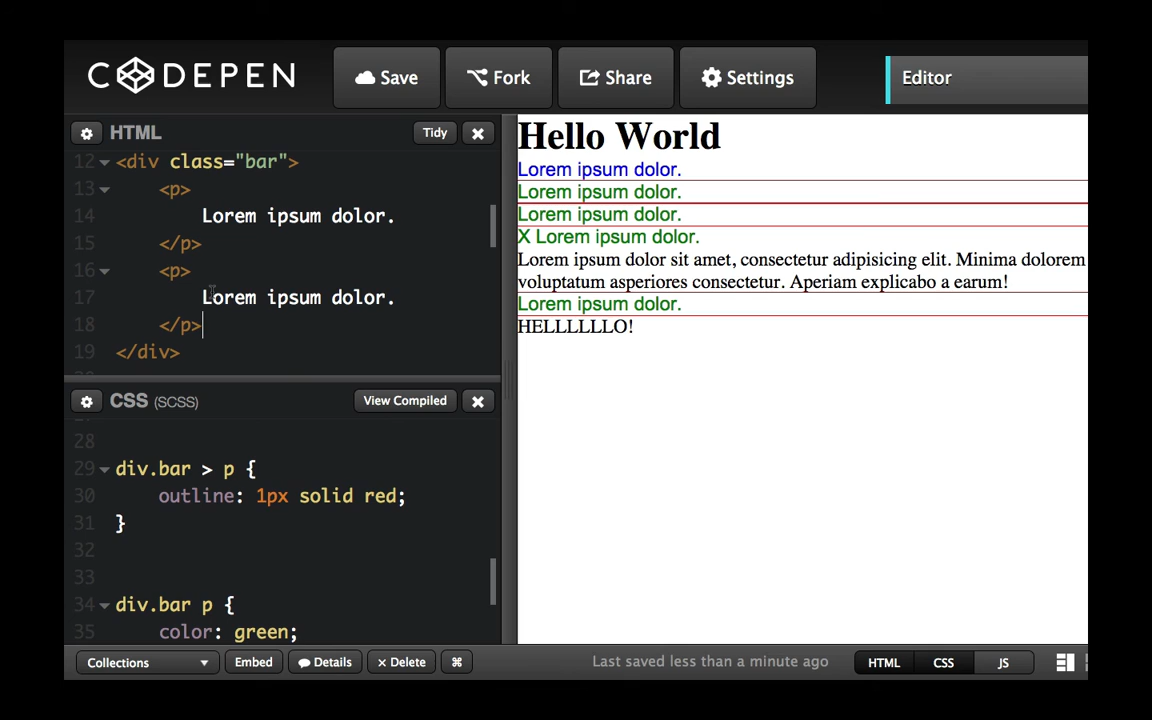 CODEPEN
Save
Fork
Share
Settings
Editor
HTML
Tidy
12 <div class="bar">
13 <p>
14 Lorem ipsum dolor.
15 </p>
16 <p>
17 Lorem ipsum dolor.
18 </p>
19 </div>
CSS (SCSS)
View Compiled
28
29 div.bar > p {
30 outline: 1px solid red;
31 }
32
33
34 div.bar p {
35 color: green;
Hello World
Lorem ipsum dolor.
Lorem ipsum dolor.
Lorem ipsum dolor.
X Lorem ipsum dolor.
Lorem ipsum dolor sit amet, consectetur adipisicing elit. Minima dolorem
voluptatum asperiores consectetur. Aperiam explicabo a earum!
Lorem ipsum dolor.
HELLLLLLO!
Collections
Embed
Details
× Delete
⌘
Last saved less than a minute ago
HTML
CSS
JS